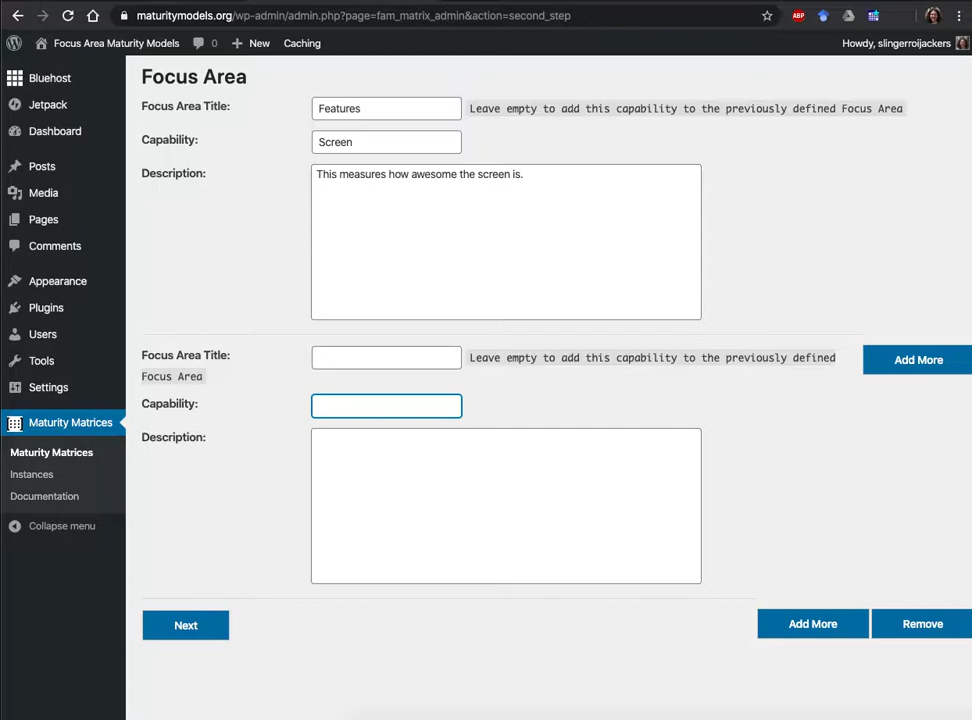 maturitymodels.org/wp-admin/admin.php?page=fam_matrix_admin&action=second_step
ABP
Focus Area Maturity Models 0 New Caching Howdy, slingerroijackers
Bluehost
Jetpack
Dashboard
Posts
Media
Pages
Comments
Appearance
Plugins
Users
Tools
Settings
Maturity Matrices
Maturity Matrices
Instances
Documentation
Collapse menu
Focus Area
Focus Area Title: Features Leave empty to add this capability to the previously defined Focus Area
Capability: Screen
Description: This measures how awesome the screen is.
Focus Area Title: Leave empty to add this capability to the previously defined
Focus Area
Add More
Capability:
Description:
Next Add More Remove